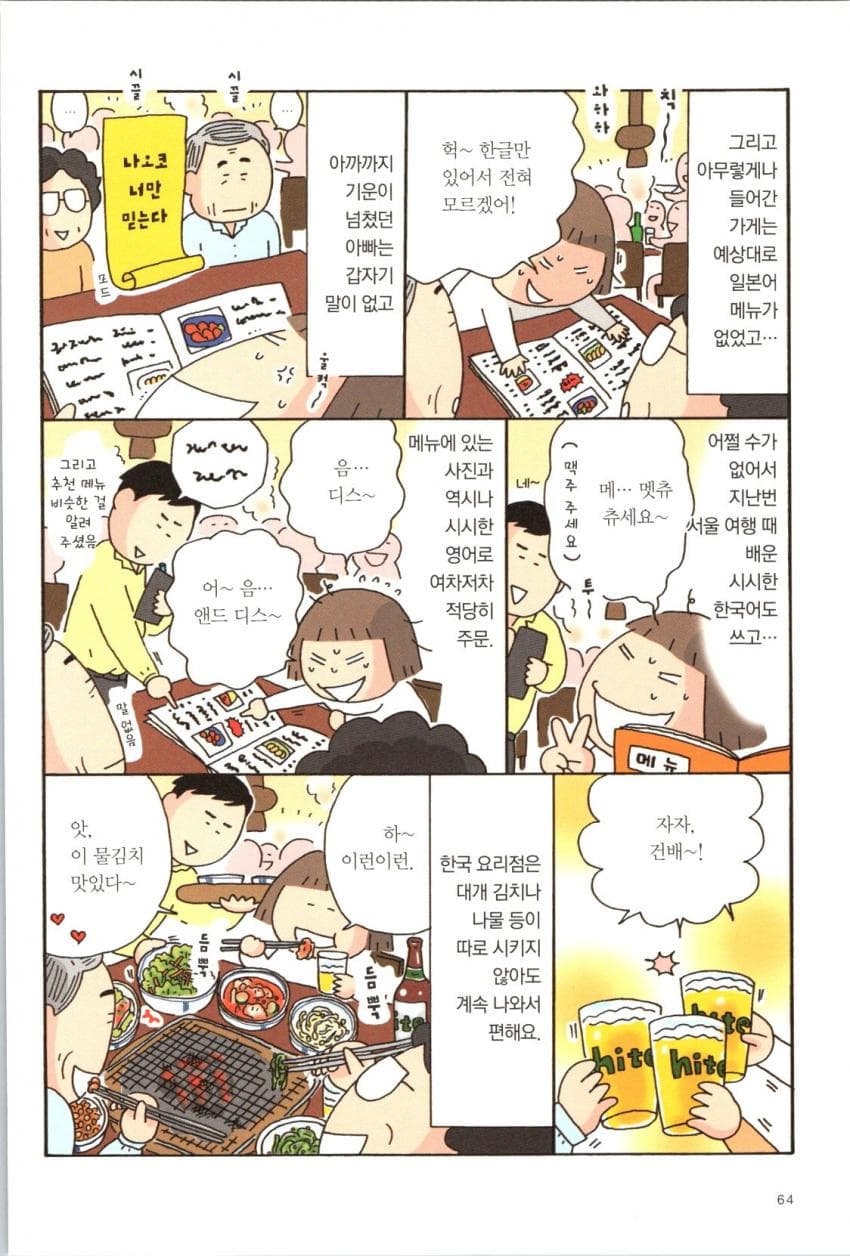 그리고
아무렇게나
들어간
가게는
예상대로
일본어
메뉴가
없었고…
칙
와하하
헉~ 한글만
있어서 전혀
모르겠어!
아까까지
기운이
넘쳤던
아빠는
갑자기
말이 없고
시끌
시끌
…
…
나오코
너만
믿는다
또드
울컥~
어쩔 수가
없어서
지난번
서울 여행 때
배운
시시한
한국어도
쓰고…
메… 멧츄
츄세요~
(맥주 주세요)
네~
투
메뉴
메뉴에 있는
사진과
역시나
시시한
영어로
여차저차
적당히
주문.
음…
디스~
어~ 음…
앤드 디스~
그리고
추천 메뉴
비슷한 걸
알려
주셨음
말 없음
자자,
건배~!
hite
hite
hite
한국 요리점은
대개 김치나
나물 등이
따로 시키지
않아도
계속 나와서
편해요.
하~
이런이런.
앗,
이 물김치
맛있다~
듬뿍
듬뿍
hite
64